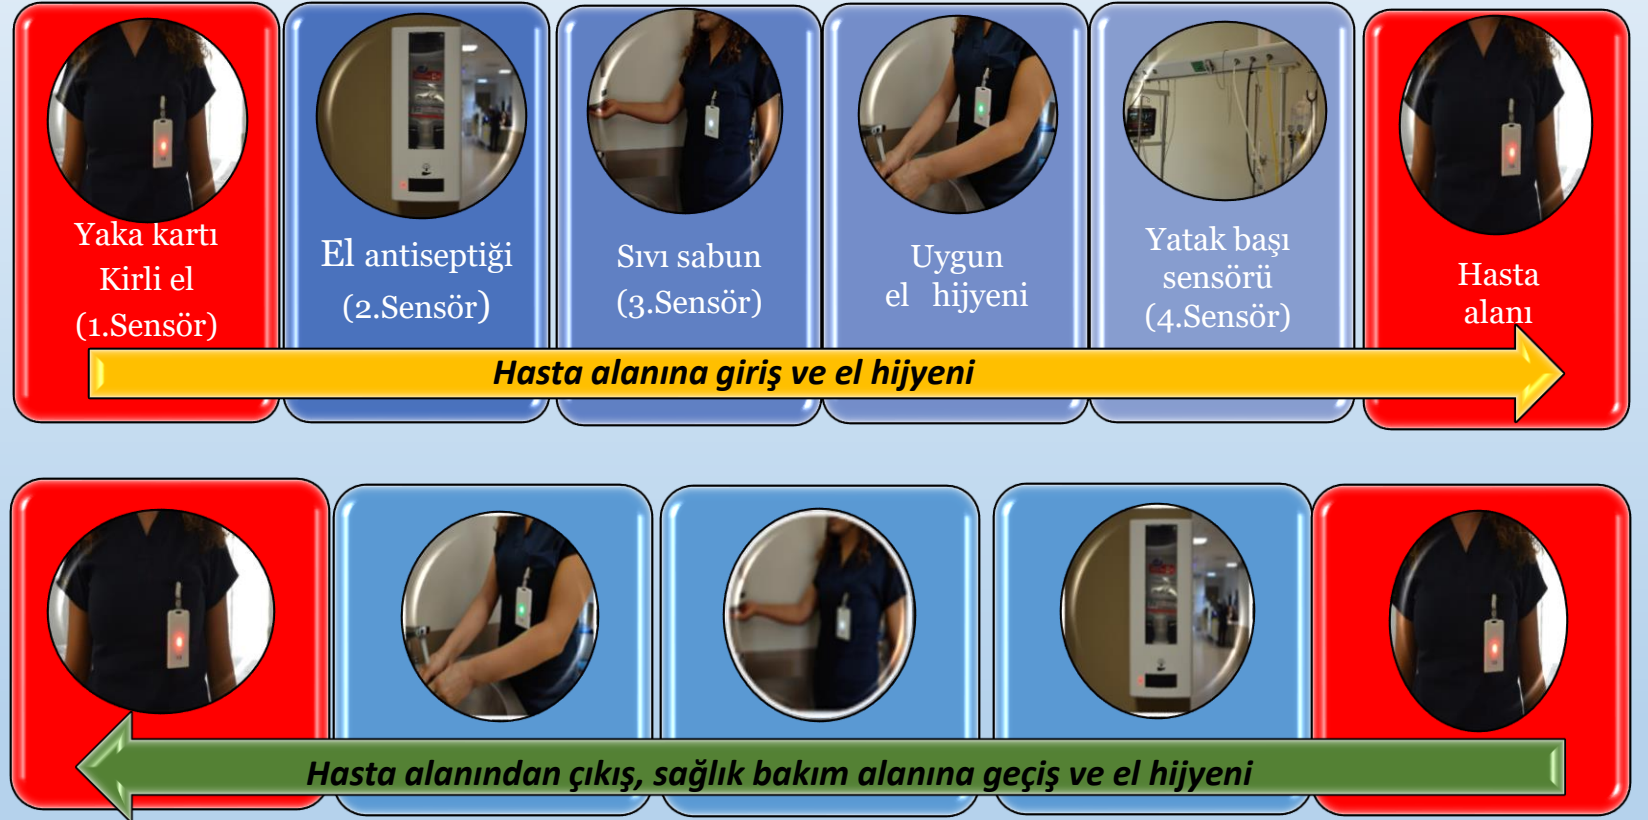 Yaka kartı
Kirli el
(1.Sensör)
El antiseptiği
(2.Sensör)
Sıvı sabun
(3.Sensör)
Uygun
el hijyeni
Yatak başı
sensörü
(4.Sensör)
Hasta
alanı
Hasta alanına giriş ve el hijyeni
Hasta alanından çıkış, sağlık bakım alanına geçiş ve el hijyeni